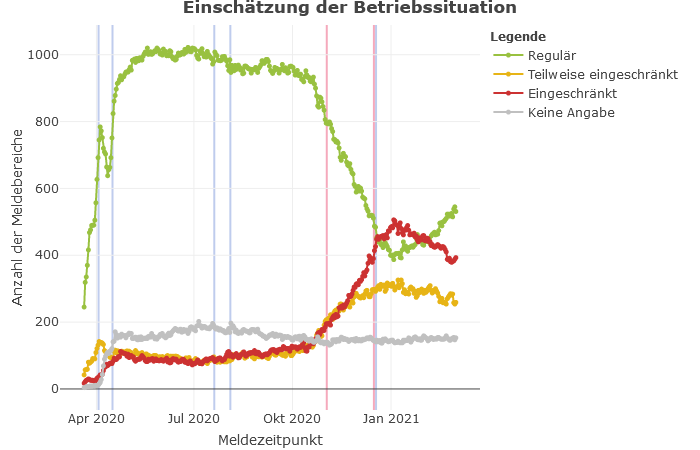 Einschätzung der Betriebssituation
Legende
Regulär
Teilweise eingeschränkt
Eingeschränkt
Keine Angabe
Anzahl der Meldebereiche
1000
800
600
400
200
0
Apr 2020
Jul 2020
Okt 2020
Jan 2021
Meldezeitpunkt